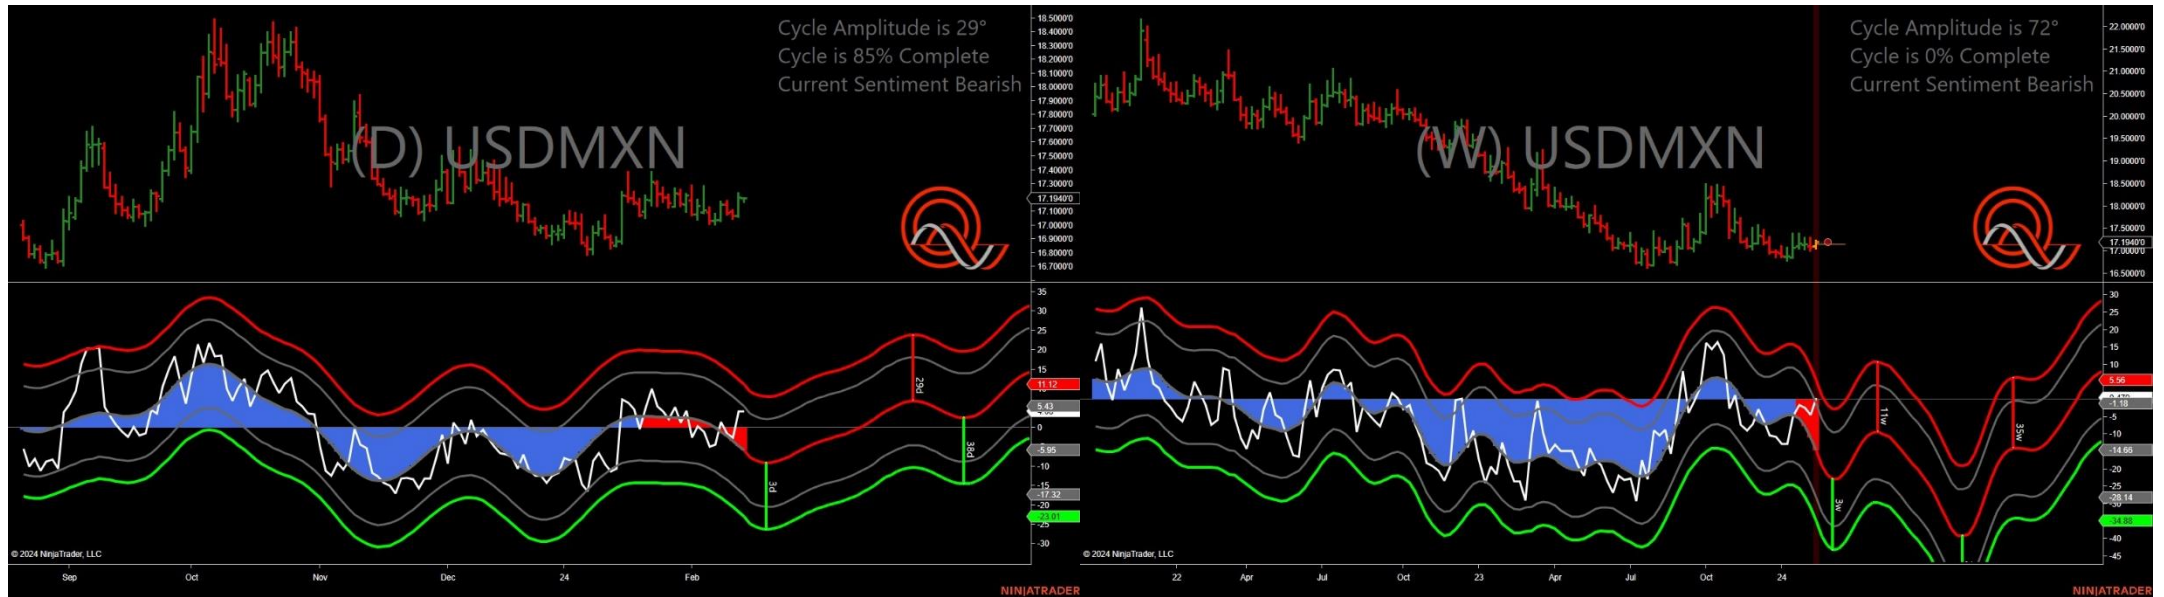 Cycle Amplitude is 29°
Cycle is 85% Complete
Current Sentiment Bearish
(D) USDMXN
18.5000'0
18.4000'0
18.3000'0
18.2000'0
18.1000'0
18.0000'0
17.9000'0
17.8000'0
17.7000'0
17.6000'0
17.5000'0
17.4000'0
17.3000'0
17.1940'0
17.1000'0
17.0000'0
16.9000'0
16.8000'0
16.7000'0
35
30
25
20
15
11.12
5.43
0
-5.95
-10
-15
-17.32
-20
-23.01
-25
-30
29d
38d
3d
© 2024 NinjaTrader, LLC
Sep
Oct
Nov
Dec
24
Feb
NINJATRADER
Cycle Amplitude is 72°
Cycle is 0% Complete
Current Sentiment Bearish
(W) USDMXN
22.0000'0
21.5000'0
21.0000'0
20.5000'0
20.0000'0
19.5000'0
19.0000'0
18.5000'0
18.0000'0
17.5000'0
17.1940'0
17.0000'0
16.5000'0
30
25
20
15
10
5.56
-1.18
-5
-10
-14.66
-20
-25
-28.14
-30
-34.88
-40
-45
11w
35w
3w
© 2024 NinjaTrader, LLC
22
Apr
Jul
Oct
23
Apr
Jul
Oct
24
NINJATRADER